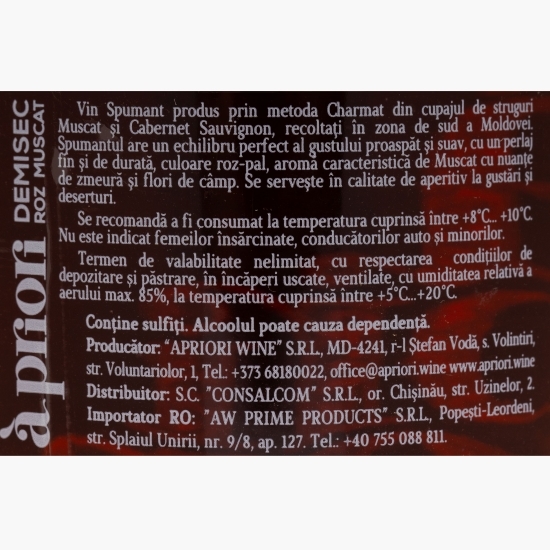 à priori
DEMISEC
ROZ MUSCAT
Vin Spumant produs prin metoda Charmat din cupajul de struguri
Muscat și Cabernet Sauvignon, recoltați în zona de sud a Moldovei.
Spumantul are un echilibru perfect al gustului proaspăt și suav, cu un perlaj
fin și de durată, culoare roz-pal, aromă caracteristică de Muscat cu nuanțe
de zmeură și flori de câmp. Se servește în calitate de aperitiv la gustări și
deserturi.
Se recomandă a fi consumat la temperatura cuprinsă între +8°C... +10°C.
Nu este indicat femeilor însărcinate, conducătorilor auto și minorilor.
Termen de valabilitate nelimitat, cu respectarea condițiilor de
depozitare și păstrare, în încăperi uscate, ventilate, cu umiditatea relativă a
aerului max. 85%, la temperatura cuprinsă între +5°C...+20°C.
Conține sulfiți. Alcoolul poate cauza dependență.
Producător: "APRIORI WINE" S.R.L., MD-4241, r-l Ștefan Vodă, s. Volintiri,
str. Voluntariolor, 1, Tel.: +373 68180022, office@apriori.wine www.apriori.wine
Distribuitor: S.C. "CONSALCOM" S.R.L., or. Chișinău, str. Uzinelor, 2.
Importator RO: "AW PRIME PRODUCTS" S.R.L., Popești-Leordeni,
str. Splaiul Unirii, nr. 9/8, ap. 127. Tel.: +40 755 088 811.